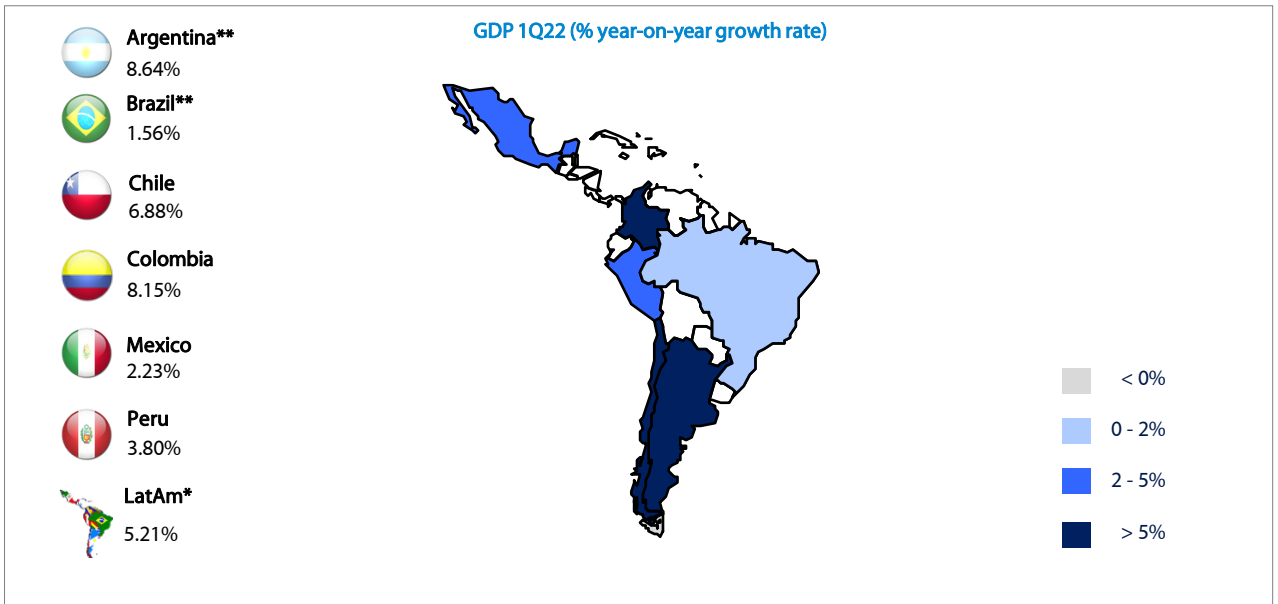 GDP 1Q22 (% year-on-year growth rate)
Argentina**
8.64%
Brazil**
1.56%
Chile
6.88%
Colombia
8.15%
Mexico
2.23%
Peru
3.80%
LatAm*
5.21%
< 0%
0 - 2%
2 - 5%
> 5%